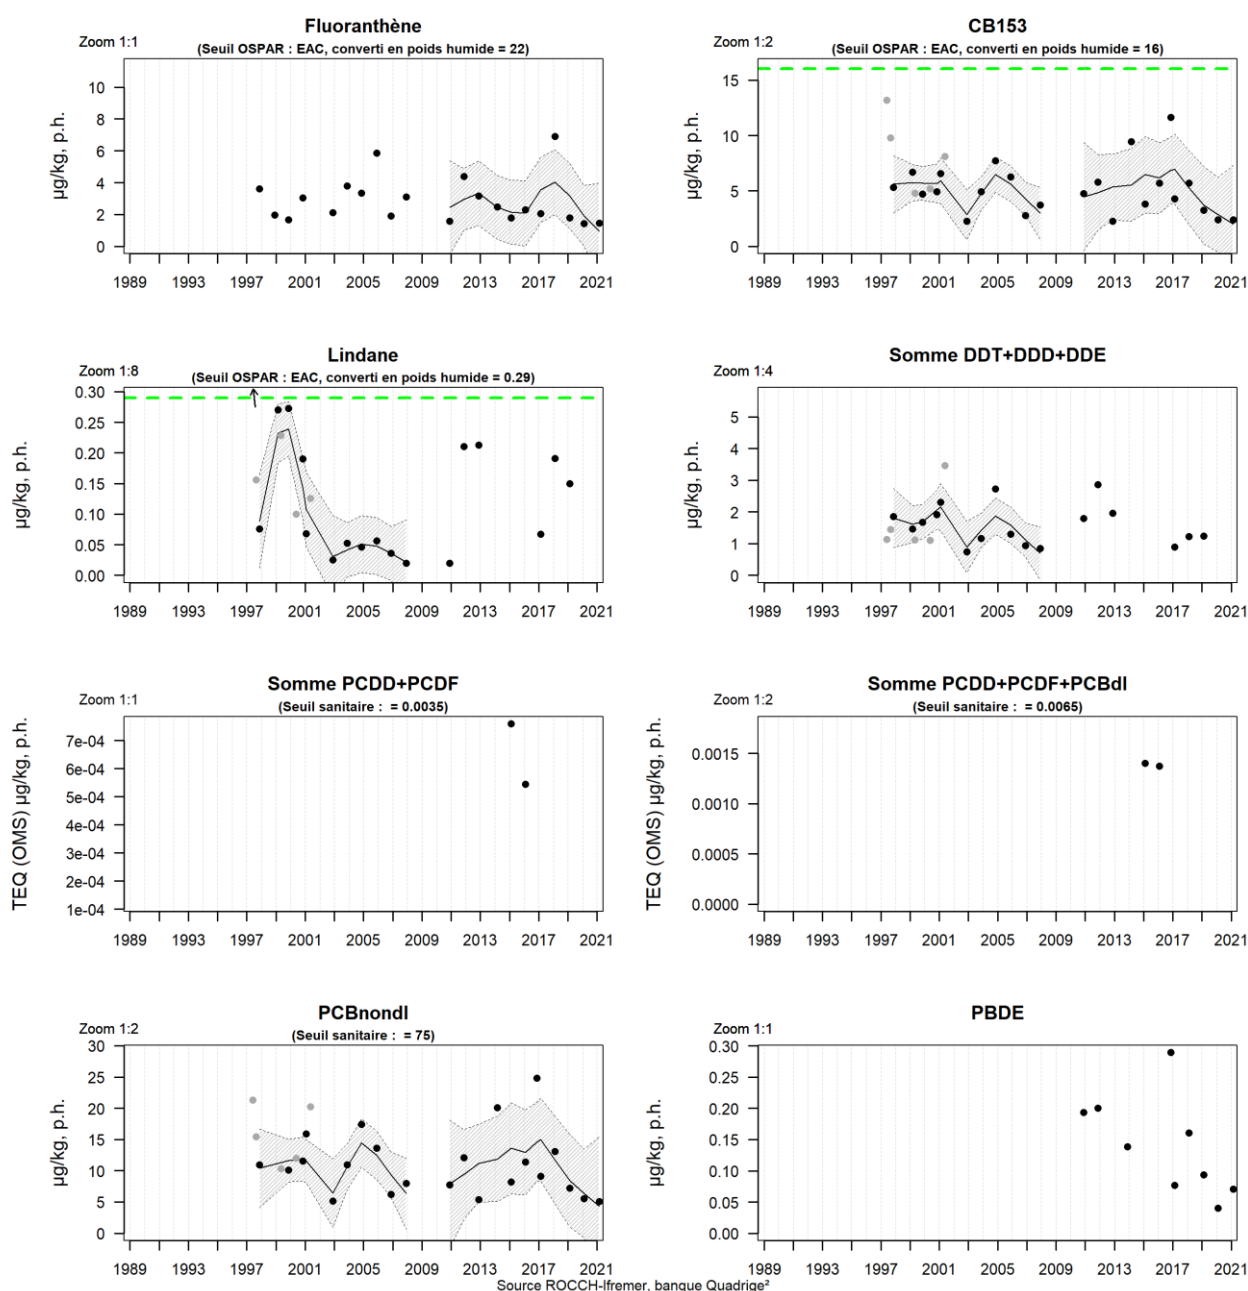 Fluoranthène
Zoom 1:1
(Seuil OSPAR : EAC, converti en poids humide = 22)
µg/kg, p.h.
10
8
6
4
2
0
1989 1993 1997 2001 2005 2009 2013 2017 2021
CB153
Zoom 1:2
(Seuil OSPAR : EAC, converti en poids humide = 16)
µg/kg, p.h.
15
10
5
0
1989 1993 1997 2001 2005 2009 2013 2017 2021
Lindane
Zoom 1:8
(Seuil OSPAR : EAC, converti en poids humide = 0.29)
µg/kg, p.h.
0.30
0.25
0.20
0.15
0.10
0.05
0.00
1989 1993 1997 2001 2005 2009 2013 2017 2021
Somme DDT+DDD+DDE
Zoom 1:4
µg/kg, p.h.
5
4
3
2
1
0
1989 1993 1997 2001 2005 2009 2013 2017 2021
Somme PCDD+PCDF
Zoom 1:1
(Seuil sanitaire :  = 0.0035)
TEQ (OMS) µg/kg, p.h.
7e-04
6e-04
5e-04
4e-04
3e-04
2e-04
1e-04
1989 1993 1997 2001 2005 2009 2013 2017 2021
Somme PCDD+PCDF+PCBdl
Zoom 1:2
(Seuil sanitaire :  = 0.0065)
TEQ (OMS) µg/kg, p.h.
0.0015
0.0010
0.0005
0.0000
1989 1993 1997 2001 2005 2009 2013 2017 2021
PCBnondl
Zoom 1:2
(Seuil sanitaire :  = 75)
µg/kg, p.h.
30
25
20
15
10
5
0
1989 1993 1997 2001 2005 2009 2013 2017 2021
PBDE
Zoom 1:1
µg/kg, p.h.
0.30
0.25
0.20
0.15
0.10
0.05
0.00
1989 1993 1997 2001 2005 2009 2013 2017 2021
Source ROCCH-Ifremer, banque Quadrige²